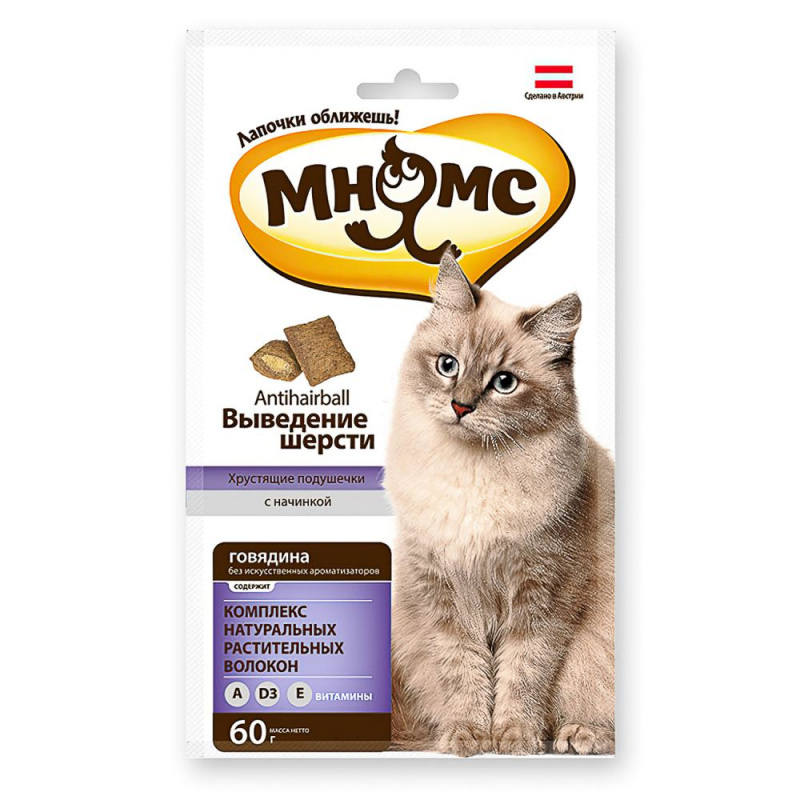 Сделано в Австрии
Лапочки оближешь!
МНЯМС
Antihairball
Выведение
шерсти
Хрустящие подушечки
с начинкой
говядина
без искусственных ароматизаторов
СОДЕРЖИТ
КОМПЛЕКС
НАТУРАЛЬНЫХ
РАСТИТЕЛЬНЫХ
ВОЛОКОН
A D3 E ВИТАМИНЫ
60 МАССА НЕТТО
г